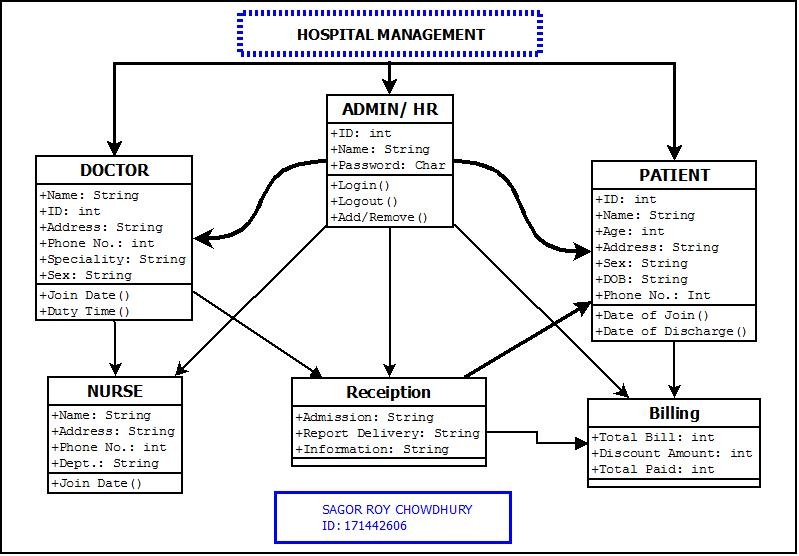 HOSPITAL MANAGEMENT
ADMIN/ HR
+ID: int
+Name: String
+Password: Char
+Login()
+Logout()
+Add/Remove()
DOCTOR
+Name: String
+ID: int
+Address: String
+Phone No.: int
+Speciality: String
+Sex: String
+Join Date()
+Duty Time()
PATIENT
+ID: int
+Name: String
+Age: int
+Address: String
+Sex: String
+DOB: String
+Phone No.: Int
+Date of Join()
+Date of Discharge()
NURSE
+Name: String
+Address: String
+Phone No.: int
+Dept.: String
+Join Date()
Receiption
+Admission: String
+Report Delivery: String
+Information: String
Billing
+Total Bill: int
+Discount Amount: int
+Total Paid: int
SAGOR ROY CHOWDHURY
ID: 171442606